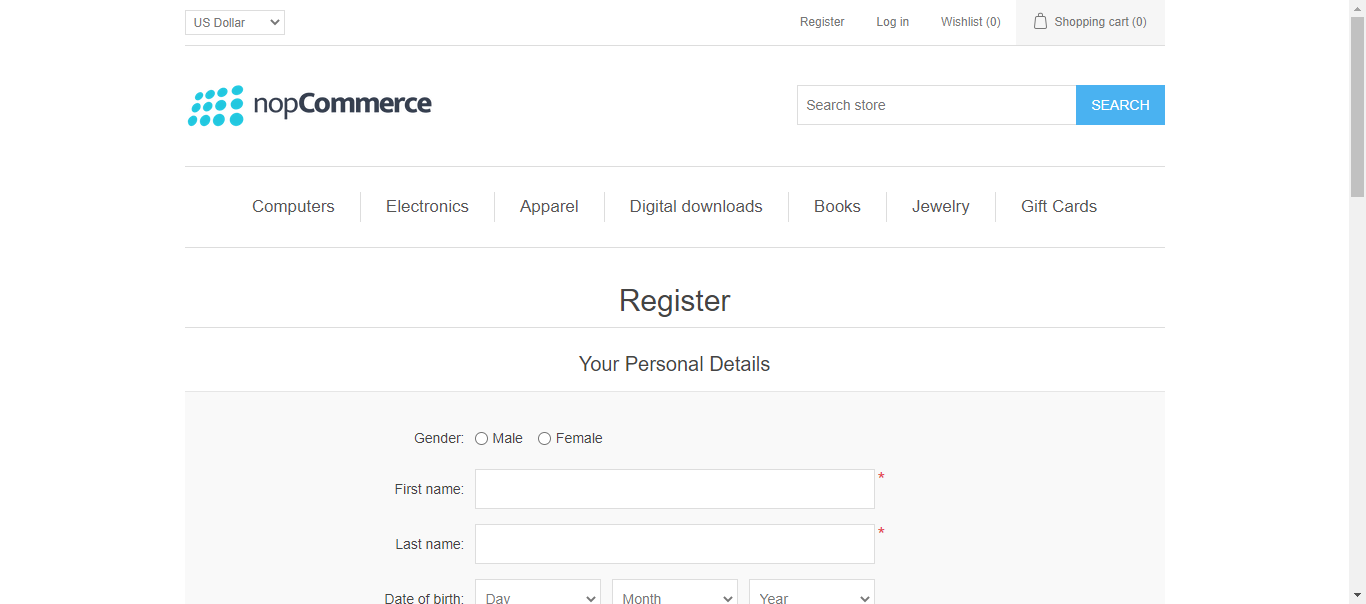 US Dollar Register Log in Wishlist (0) Shopping cart (0)
nopCommerce Search store SEARCH
Computers Electronics Apparel Digital downloads Books Jewelry Gift Cards
Register
Your Personal Details
Gender: Male Female
First name: *
Last name: *
Date of birth: Day Month Year